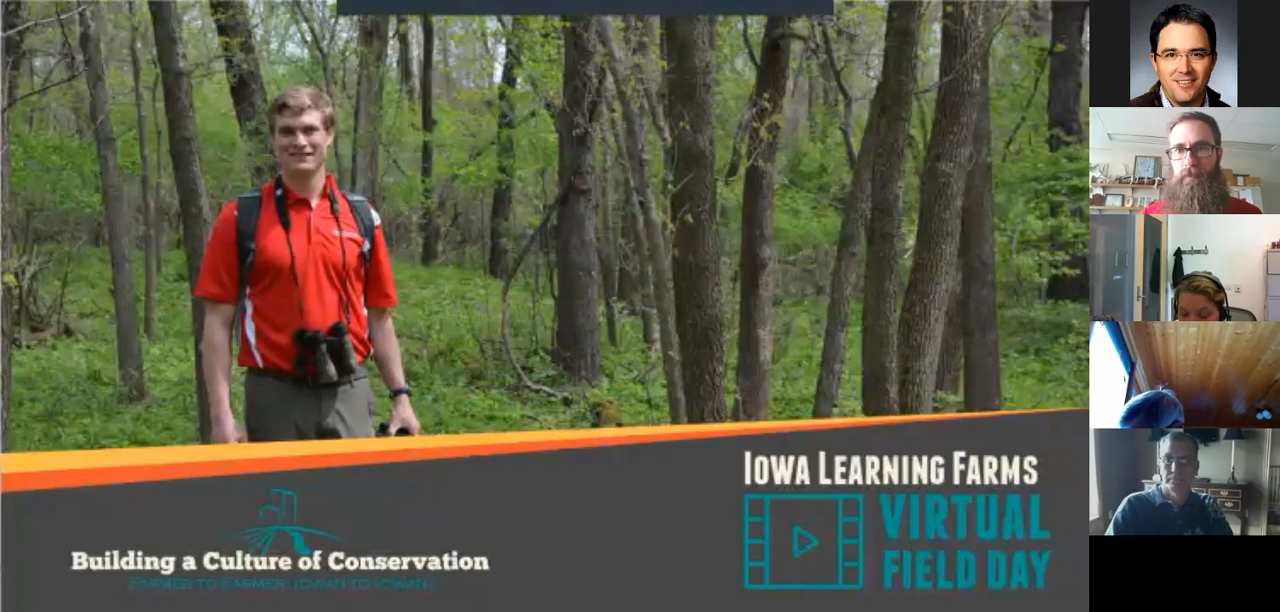 IOWA LEARNING FARMS
VIRTUAL
FIELD DAY
Building a Culture of Conservation
FARMER TO FARMER: IOWAN TO IOWAN